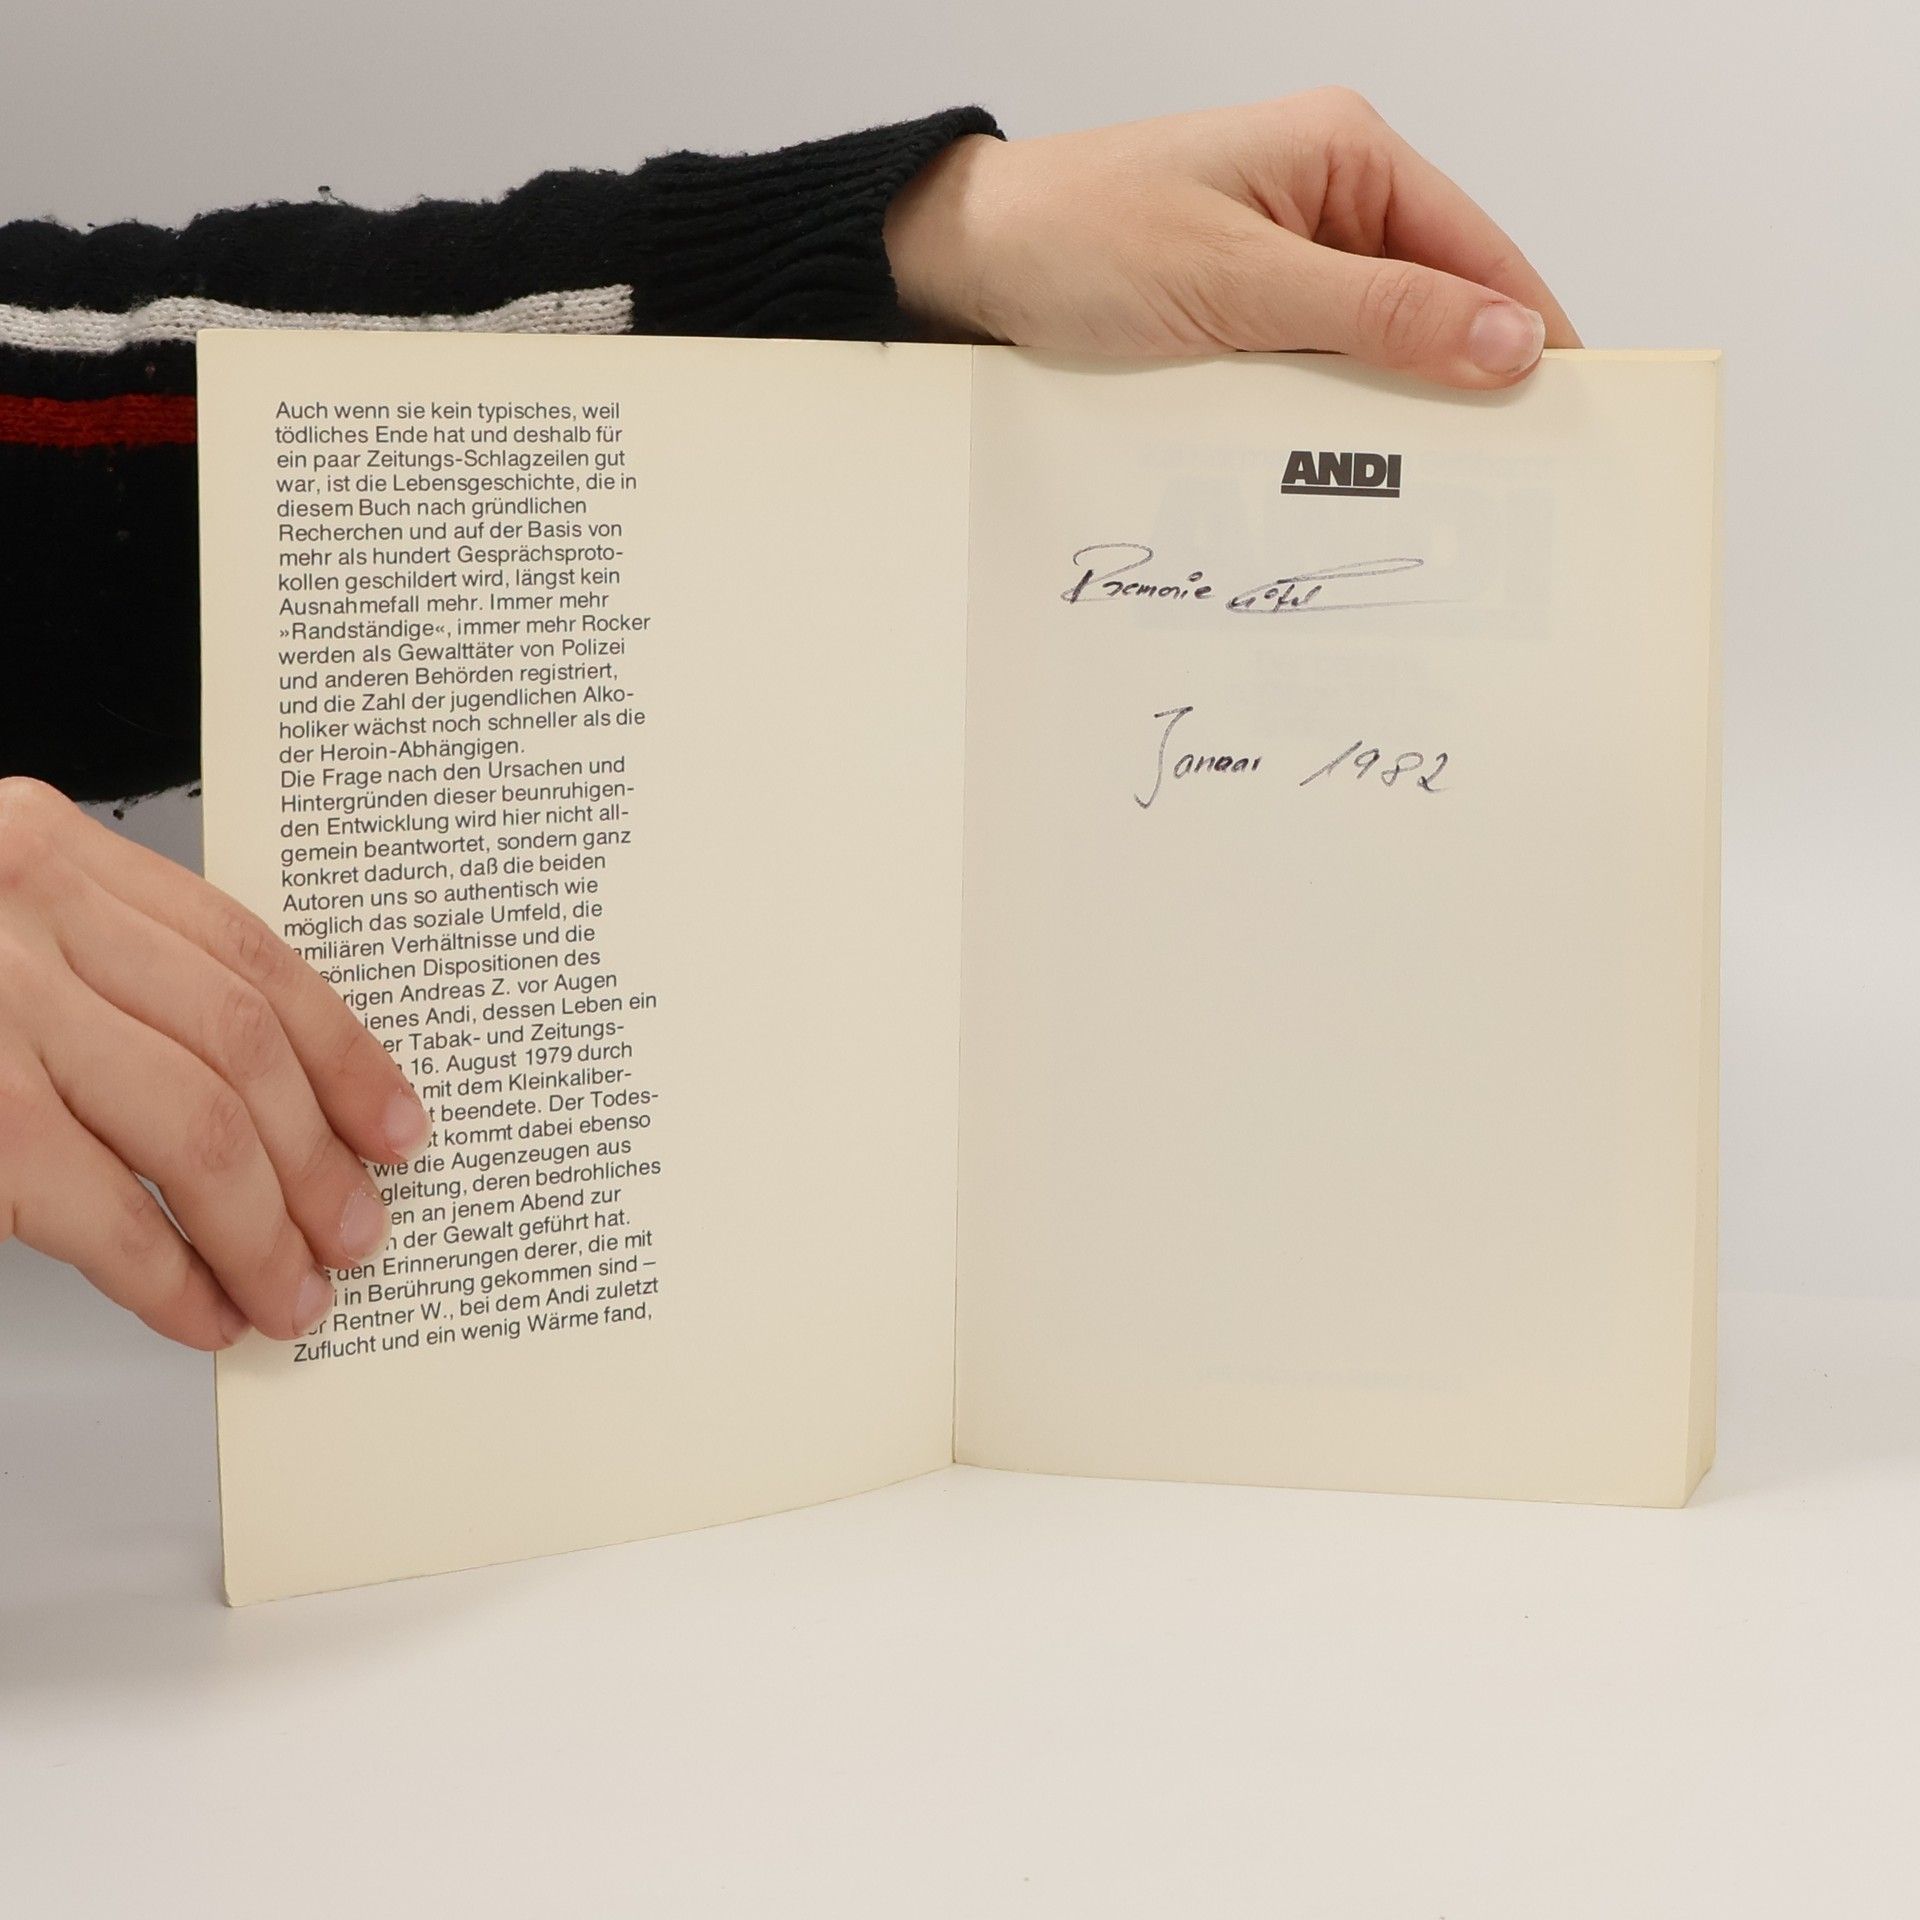 Auch wenn sie kein typisches, weil
tödliches Ende hat und deshalb für
ein paar Zeitungs-Schlagzeilen gut
war, ist die Lebensgeschichte, die in
diesem Buch nach gründlichen
Recherchen und auf der Basis von
mehr als hundert Gesprächsproto-
kollen geschildert wird, längst kein
Ausnahmefall mehr. Immer mehr
»Randständige«, immer mehr Rocker
werden als Gewalttäter von Polizei
und anderen Behörden registriert,
und die Zahl der jugendlichen Alko-
holiker wächst noch schneller als die
der Heroin-Abhängigen.
Die Frage nach den Ursachen und
Hintergründen dieser beunruhigen-
den Entwicklung wird hier nicht all-
gemein beantwortet, sondern ganz
konkret dadurch, daß die beiden
Autoren uns so authentisch wie
möglich das soziale Umfeld, die
amiliären Verhältnisse und die
sönlichen Dispositionen des
rigen Andreas Z. vor Augen
jenes Andi, dessen Leben ein
er Tabak- und Zeitungs-
16. August 1979 durch
mit dem Kleinkaliber-
t beendete. Der Todes-
st kommt dabei ebenso
wie die Augenzeugen aus
gleitung, deren bedrohliches
en an jenem Abend zur
n der Gewalt geführt hat.
den Erinnerungen derer, die mit
i in Berührung gekommen sind –
Rentner W., bei dem Andi zuletzt
Zuflucht und ein wenig Wärme fand,
ANDI
Januar 1982